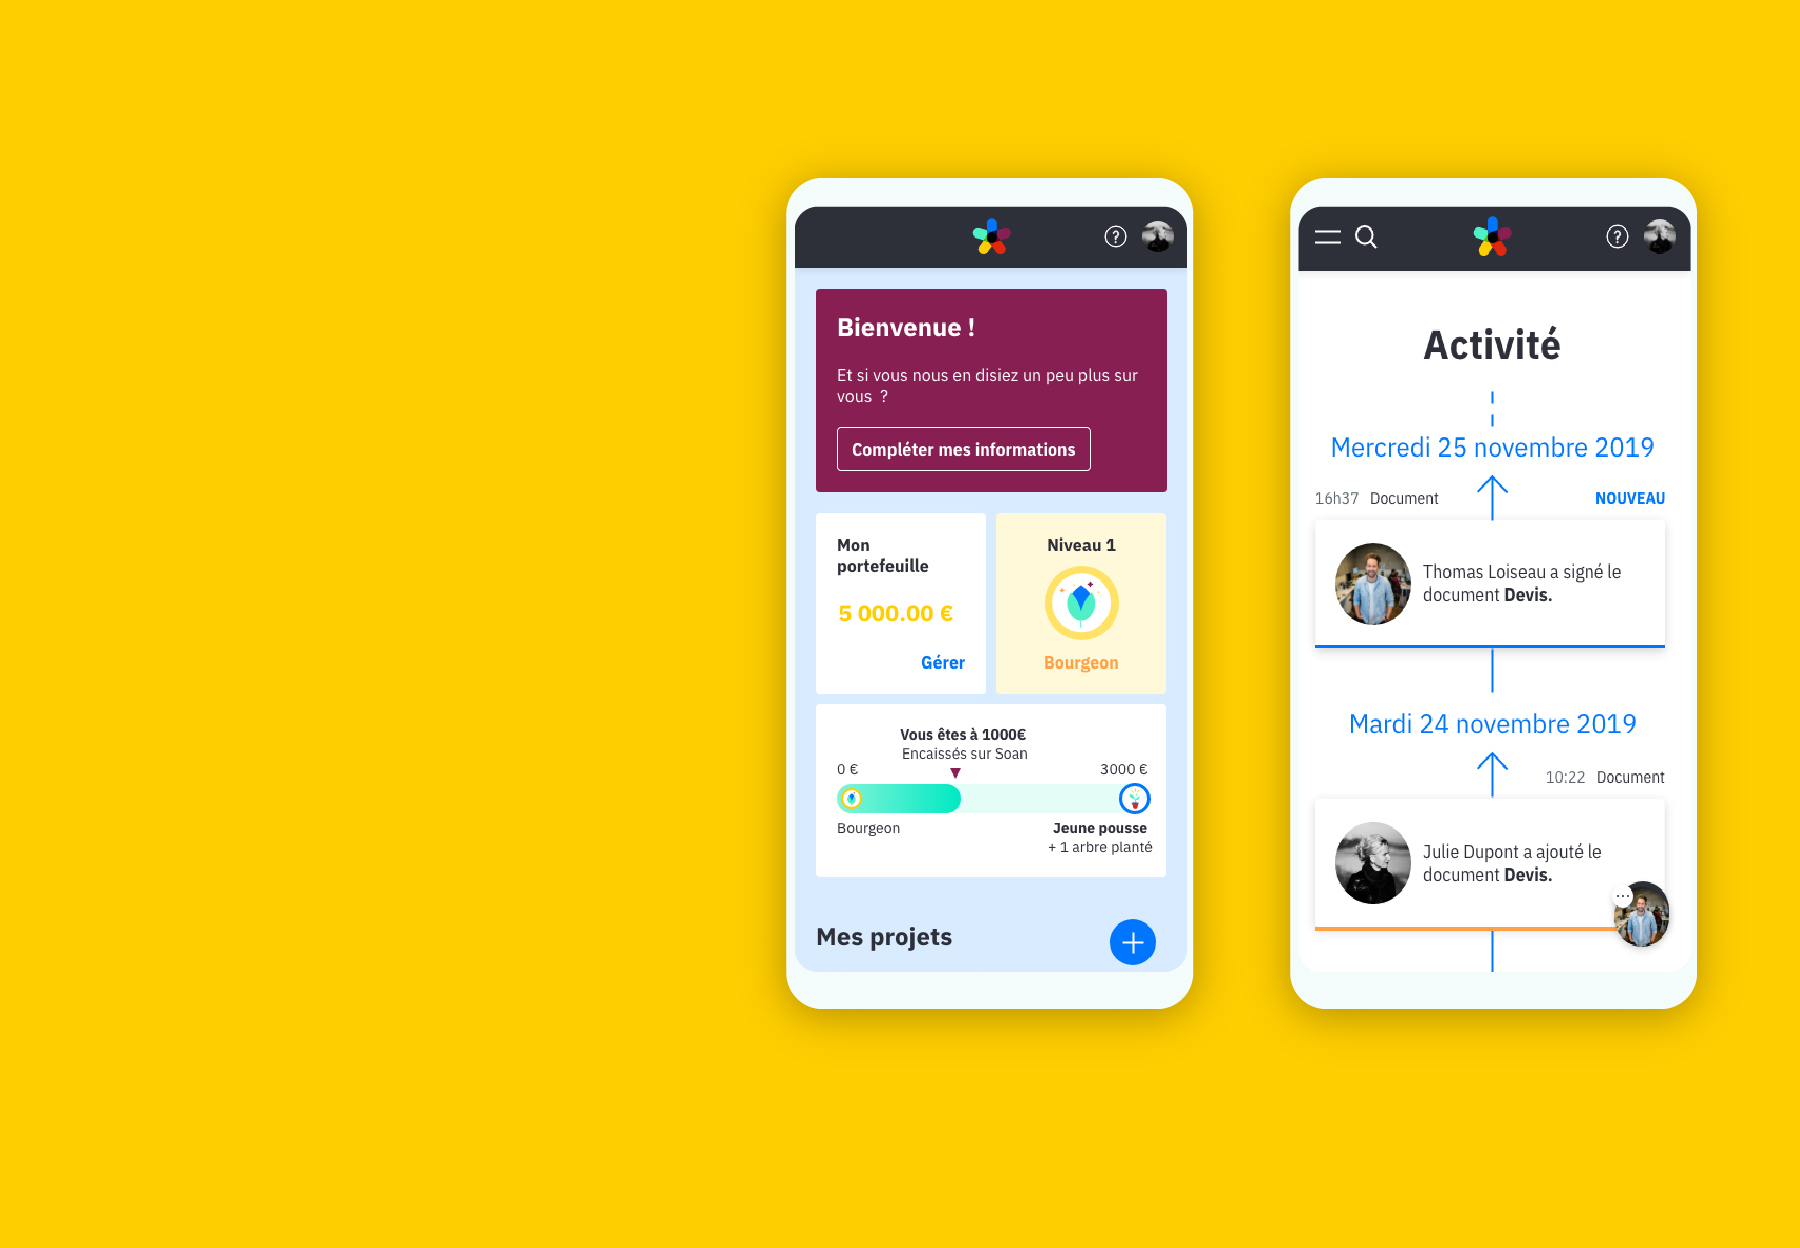 Bienvenue !
Et si vous nous en disiez un peu plus sur
vous ?
Compléter mes informations
Mon
portefeuille
5 000.00 €
Gérer
Niveau 1
Bourgeon
Vous êtes à 1000€
Encaissés sur Soan
0 €
3000 €
Bourgeon
Jeune pousse
+ 1 arbre planté
Mes projets
Activité
Mercredi 25 novembre 2019
16h37 Document
NOUVEAU
Thomas Loiseau a signé le
document Devis.
Mardi 24 novembre 2019
10:22 Document
Julie Dupont a ajouté le
document Devis.